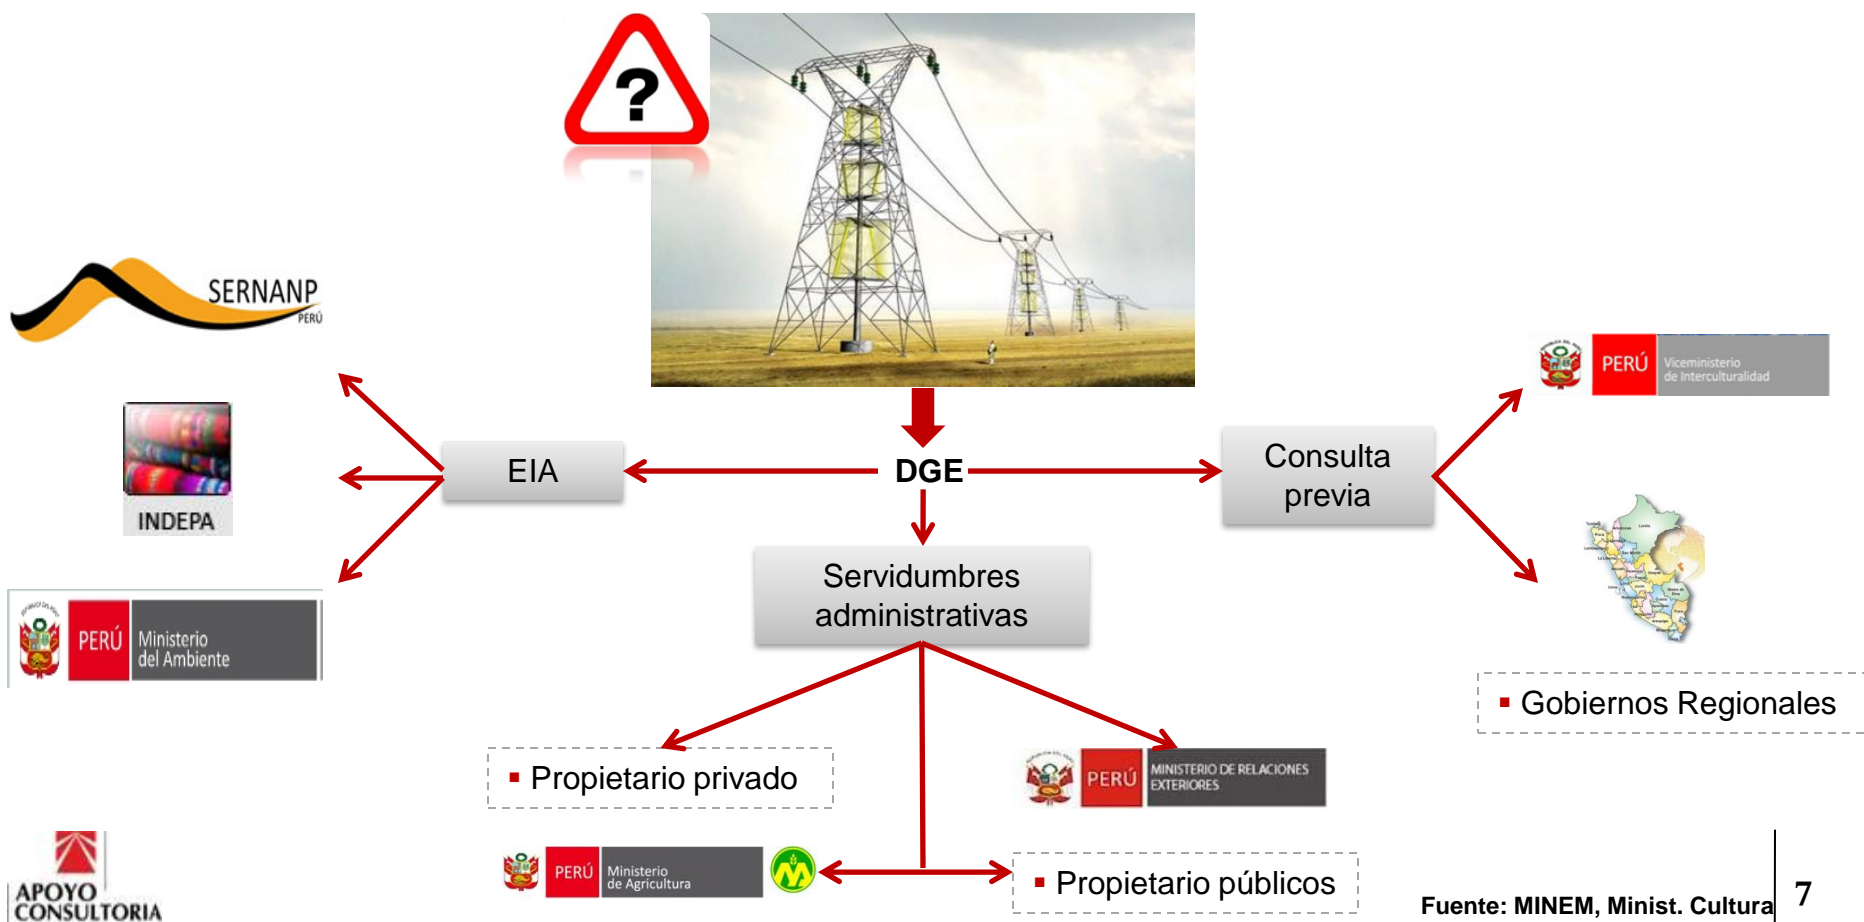 ?
SERNANP
PERÚ
INDEPA
PERÚ
Ministerio
del Ambiente
EIA
DGE
Consulta
previa
PERÚ
Viceministerio
de Interculturalidad
Servidumbres
administrativas
▪ Gobiernos Regionales
▪ Propietario privado
PERÚ
MINISTERIO DE RELACIONES
EXTERIORES
PERÚ
Ministerio
de Agricultura
▪ Propietario públicos
APOYO
CONSULTORIA
Fuente: MINEM, Minist. Cultura
7